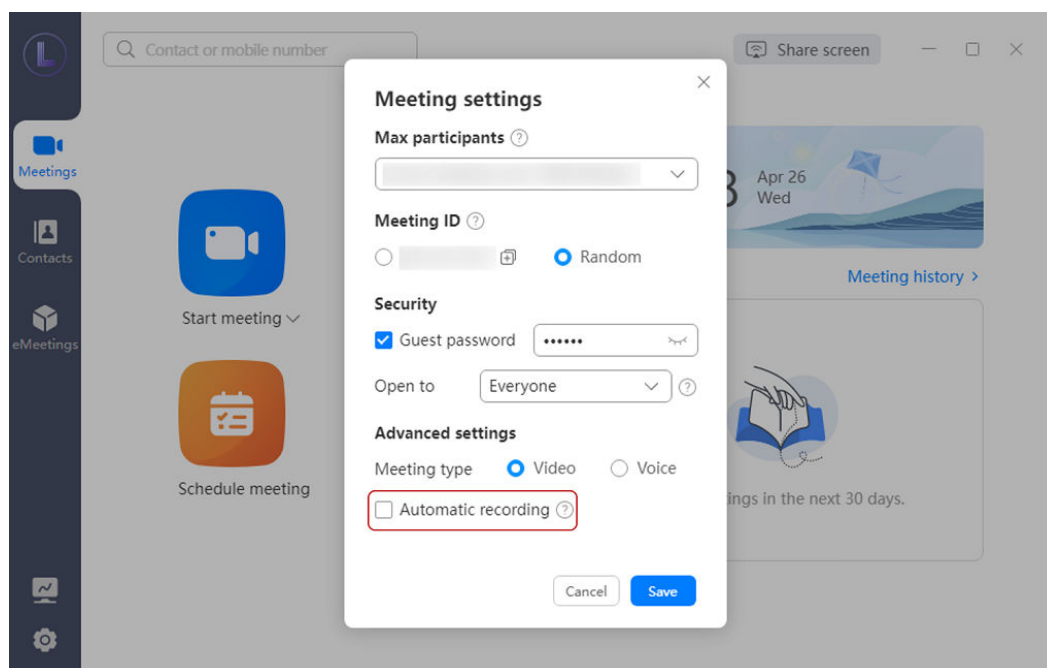 L
Contact or mobile number
Share screen
Meetings
Contacts
eMeetings
Start meeting
Schedule meeting
Apr 26
Wed
Meeting history >
ings in the next 30 days.
Meeting settings
Max participants ?
Meeting ID ?
Random
Security
Guest password ••••••
Open to Everyone ?
Advanced settings
Meeting type Video Voice
Automatic recording ?
Cancel Save